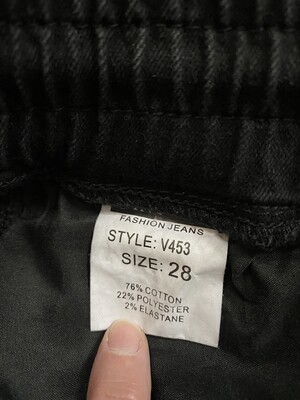 FASHION JEANS
STYLE: V453
SIZE: 28
76% COTTON
22% POLYESTER
2% ELASTANE